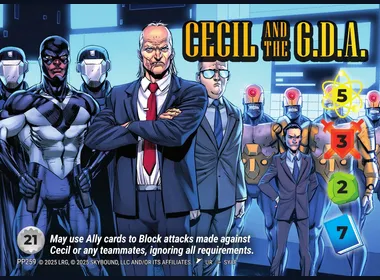 CECIL AND THE G.D.A.
5
3
2
7
21
May use Ally cards to Block attacks made against
Cecil or any teammates, ignoring all requirements.
PP259 © 2025 LRG, © 2025 SKYBOUND, LLC AND/OR ITS AFFILIATES
UR